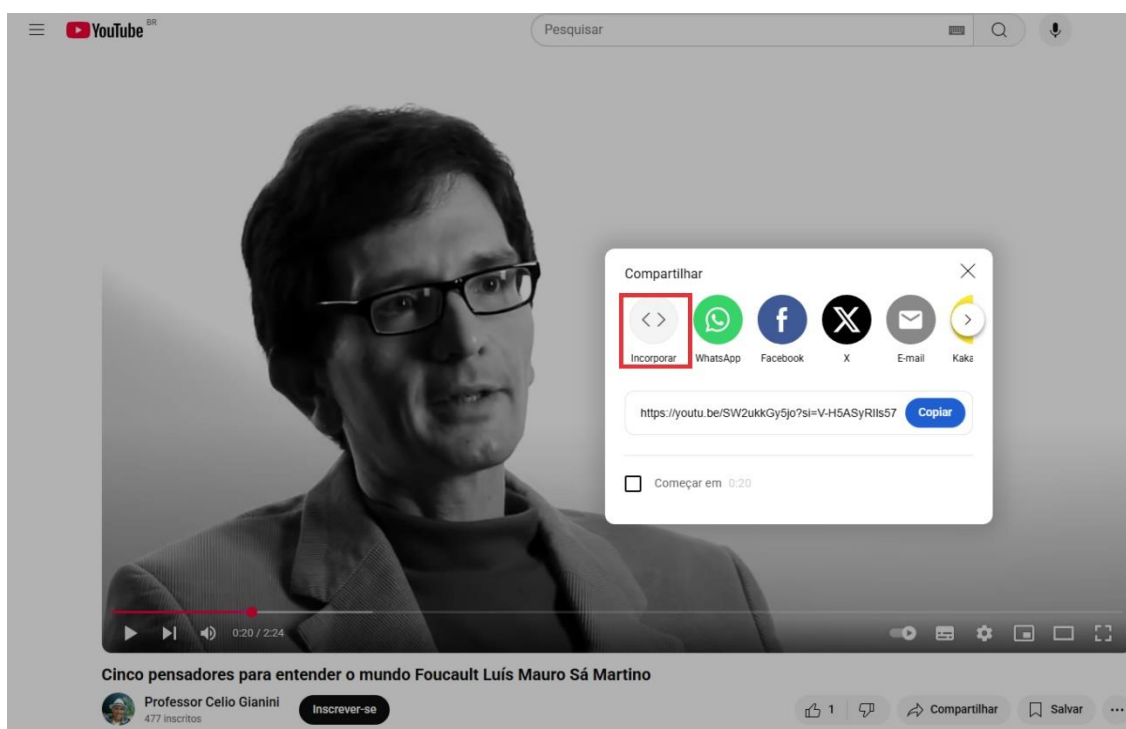 YouTube BR
Pesquisar
Compartilhar
Incorporar WhatsApp Facebook X E-mail Kaka
https://youtu.be/SW2ukkGy5jo?si=V-H5ASyRIls57 Copiar
Começar em 0:20
0:20 / 2:24
Cinco pensadores para entender o mundo Foucault Luís Mauro Sá Martino
Professor Celio Gianini
477 inscritos
Inscrever-se
1
Compartilhar
Salvar